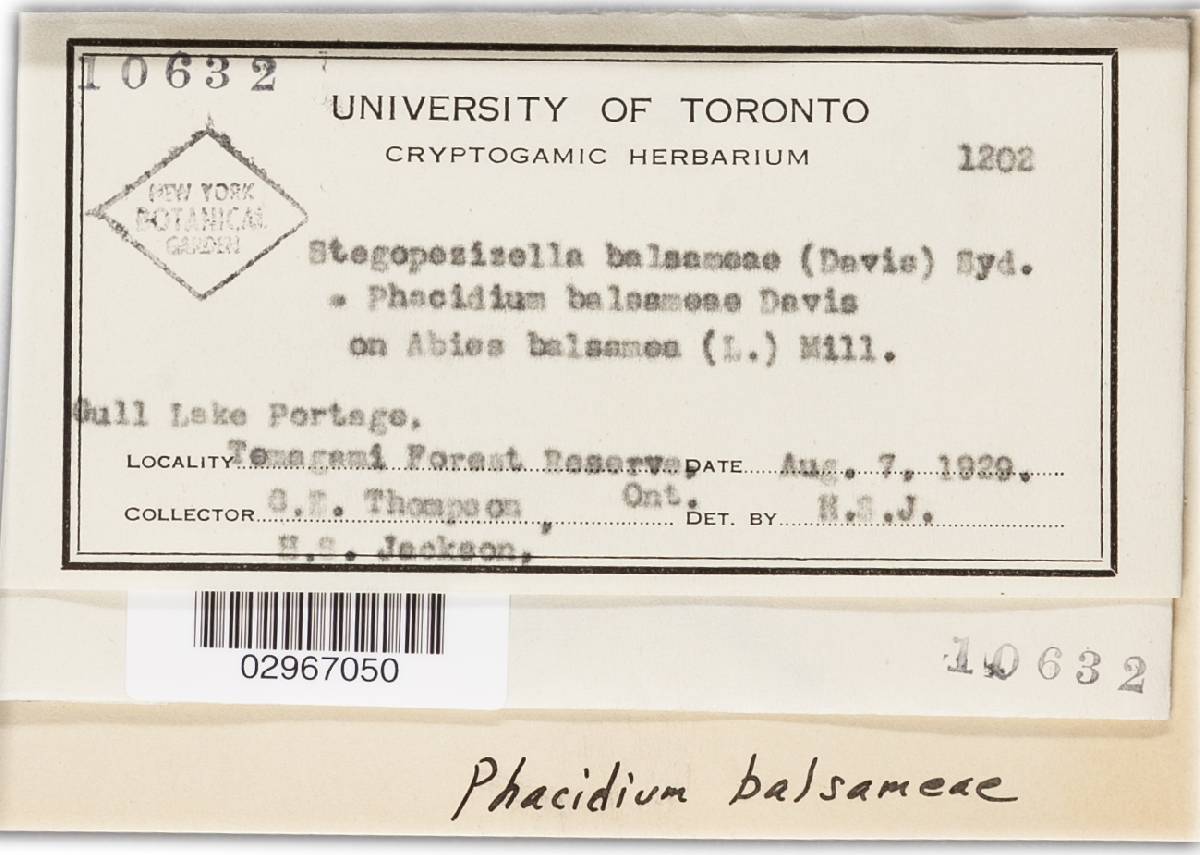 10632
UNIVERSITY OF TORONTO
CRYPTOGAMIC HERBARIUM
1202
NEW YORK
BOTANICAL
GARDEN
Stegopezizella balsameae (Davis) Syd.
= Phacidium balsameae Davis
on Abies balsamea (L.) Mill.
Gull Lake Portage,
LOCALITY Temagami Forest Reserve, DATE Aug. 7, 1929.
Ont.
COLLECTOR G.E. Thompson, DET. BY H.S.J.
H.S. Jackson,
02967050
10632
Phacidium balsameae